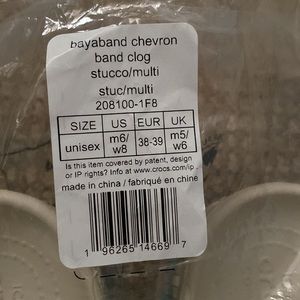 bayaband chevron
band clog
stucco/multi
stuc/multi
208100-1F8
SIZE US EUR UK
unisex m6/ w8 38-39 m5/ w6
Is this item covered by patent, design
or IP rights? Info at www.crocs.com/ip
made in china / fabriqué en chine
1 96265 14669 7